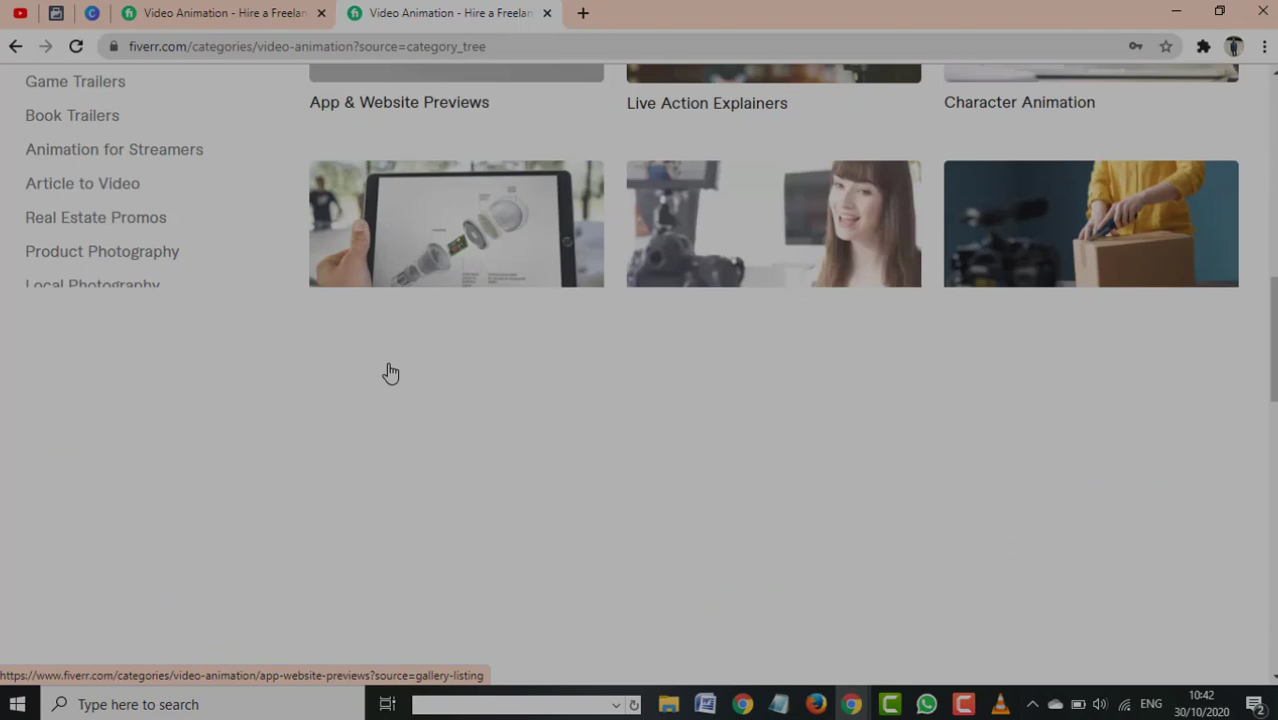 Video Animation - Hire a Freelan
Video Animation - Hire a Freelan
fiverr.com/categories/video-animation?source=category_tree
Game Trailers
Book Trailers
Animation for Streamers
Article to Video
Real Estate Promos
Product Photography
Local Photography
App & Website Previews
Live Action Explainers
Character Animation
https://www.fiverr.com/categories/video-animation/app-website-previews?source=gallery-listing
Type here to search
ENG
10:42
30/10/2020
2